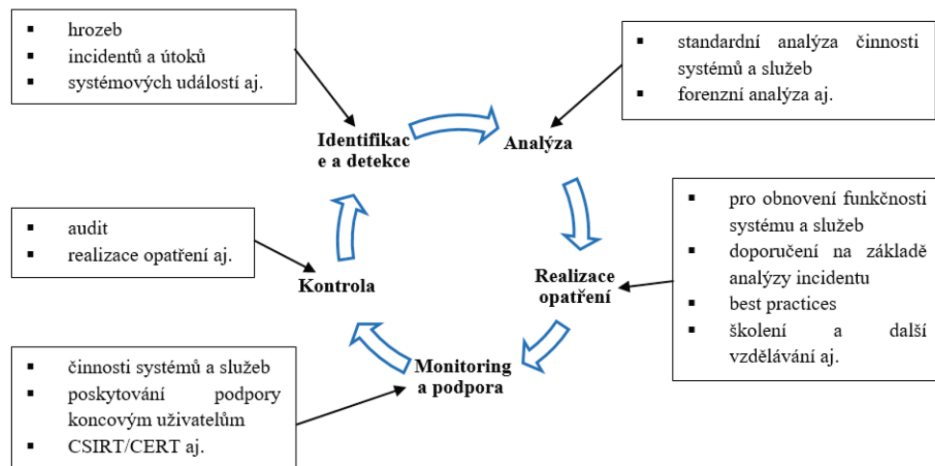 ▪ hrozeb
▪ incidentů a útoků
▪ systémových událostí aj.
▪ standardní analýza činnosti
systémů a služeb
▪ forenzní analýza aj.
Identifikac
e a detekce
Analýza
▪ pro obnovení funkčnosti
systému a služeb
▪ doporučení na základě
analýzy incidentu
▪ best practices
▪ školení a další
vzdělávání aj.
▪ audit
▪ realizace opatření aj.
Kontrola
Realizace
opatření
▪ činnosti systémů a služeb
▪ poskytování podpory
koncovým uživatelům
▪ CSIRT/CERT aj.
Monitoring
a podpora